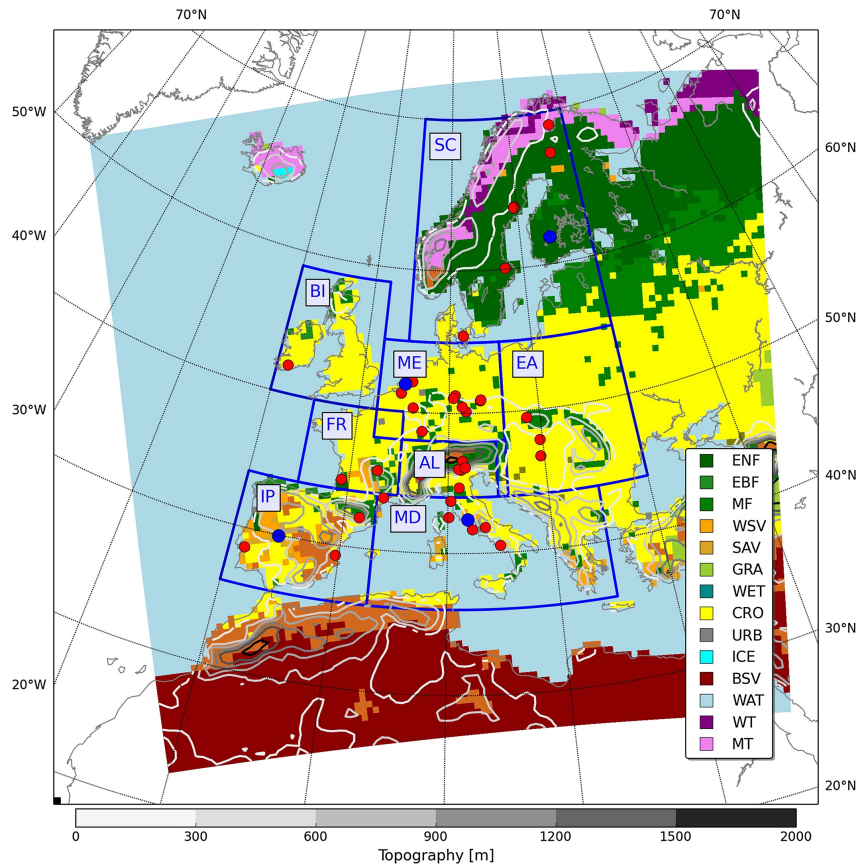 70°N 70°N
50°W
60°N
SC
40°W
BI
50°N
ME EA
30°W
FR
AL
ENF
IP
40°N
EBF
MD
MF
WSV
SAV
GRA
WET
CRO
30°N
URB
ICE
BSV
20°W
WAT
WT
MT
20°N
0 300 600 900 1200 1500 2000
Topography [m]